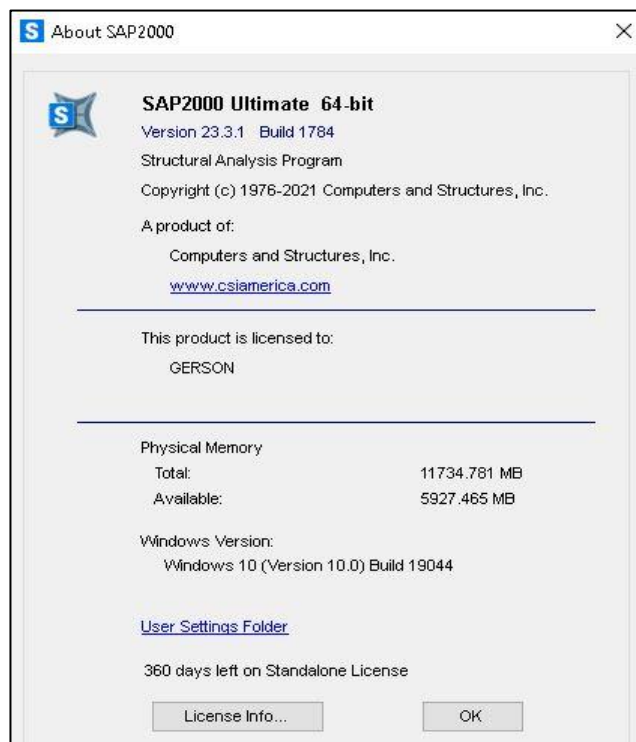 S About SAP2000
S
SAP2000 Ultimate 64-bit
Version 23.3.1 Build 1784
Structural Analysis Program
Copyright (c) 1976-2021 Computers and Structures, Inc.
A product of:
Computers and Structures, Inc.
www.csiamerica.com
This product is licensed to:
GERSON
Physical Memory
Total: 11734.781 MB
Available: 5927.465 MB
Windows Version:
Windows 10 (Version 10.0) Build 19044
User Settings Folder
360 days left on Standalone License
License Info... OK